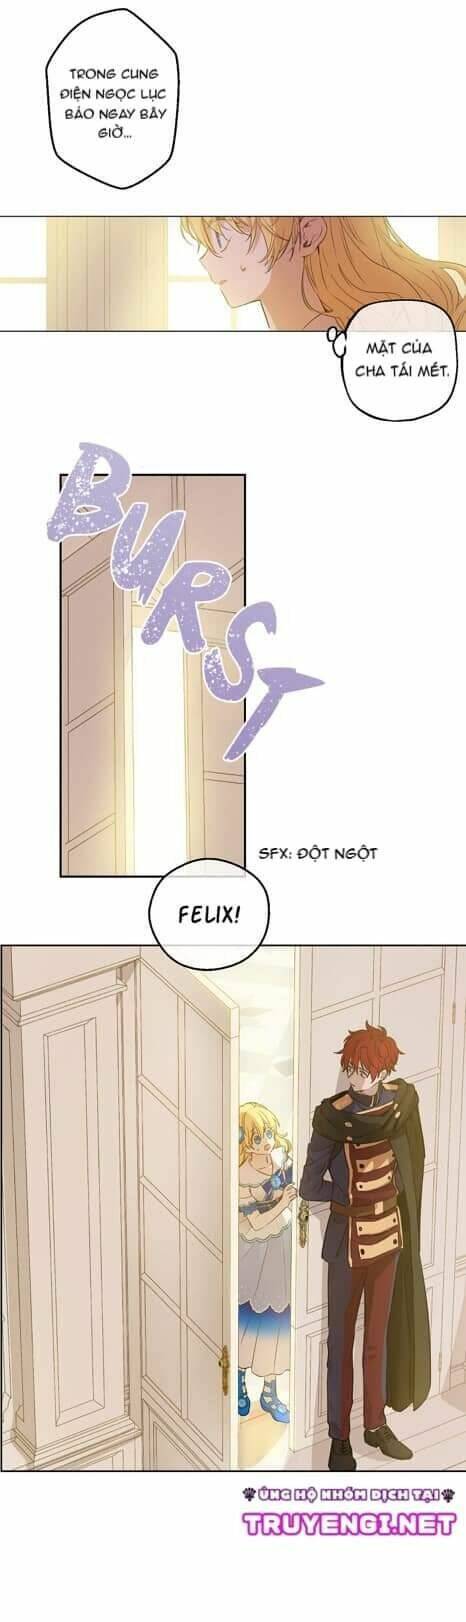 TRONG CUNG
ĐIỆN NGỌC LỤC
BẢO NGAY BÂY
GIỜ...
MẶT CỦA
CHA TÁI MÉT.
BURST
SFX: ĐỘT NGỘT
FELIX!
ỦNG HỘ NHÓM DỊCH TẠI
TRUYENGI.NET